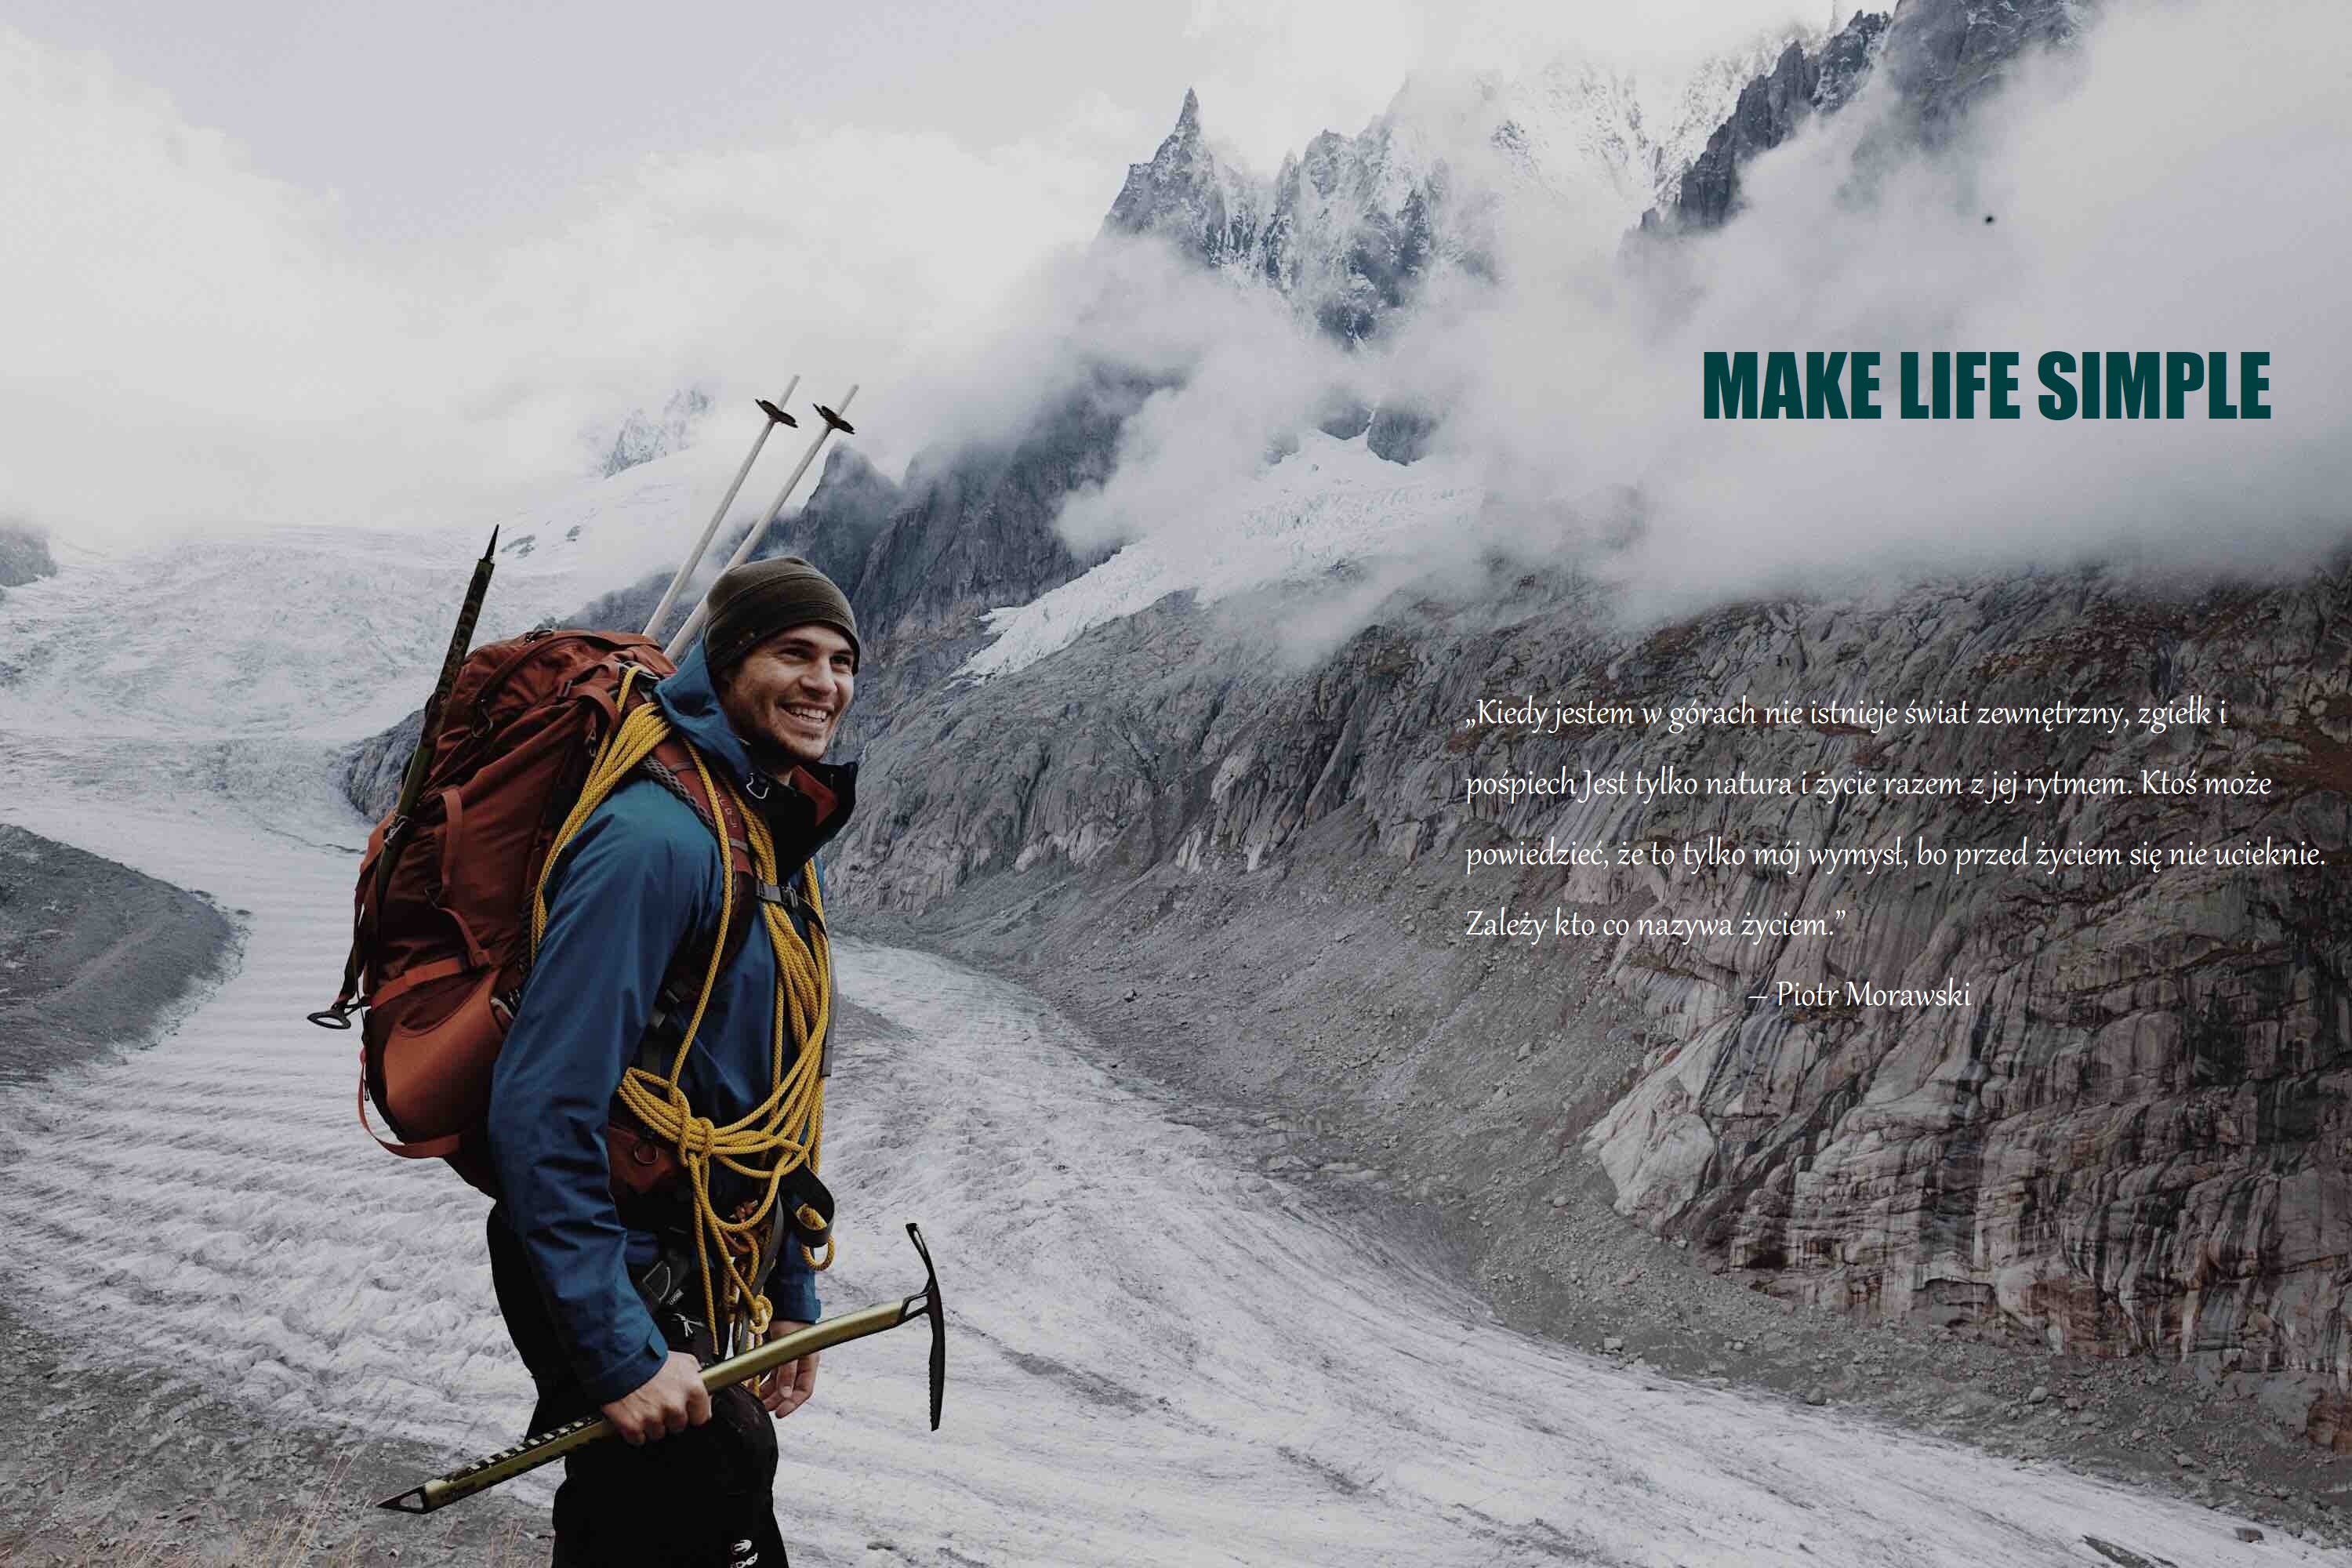 MAKE LIFE SIMPLE
„Kiedy jestem w górach nie istnieje świat zewnętrzny, zgiełk i
pośpiech Jest tylko natura i życie razem z jej rytmem. Ktoś może
powiedzieć, że to tylko mój wymysł, bo przed życiem się nie ucieknie.
Zależy kto co nazywa życiem.”
– Piotr Morawski